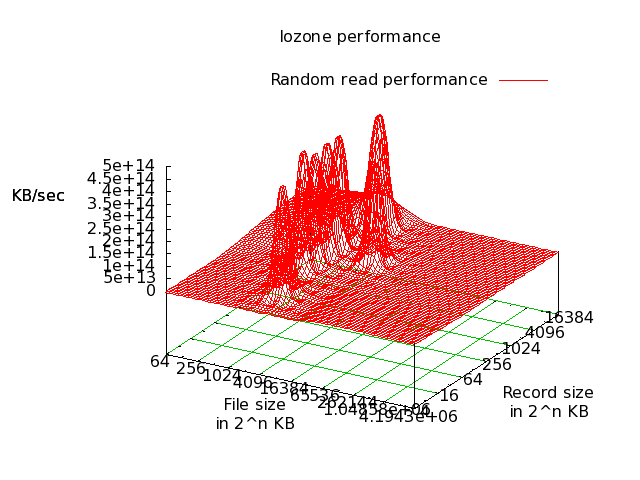 Iozone performance
Random read performance
5e+14
4.5e+14
4e+14
KB/sec
3.5e+14
3e+14
2.5e+14
2e+14
1.5e+14
1e+14
5e+13
0
64
256
1024
4096
16384
65536
262144
1.04858e+06
4.1943e+06
4
16
64
256
1024
4096
16384
File size
in 2^n KB
Record size
in 2^n KB